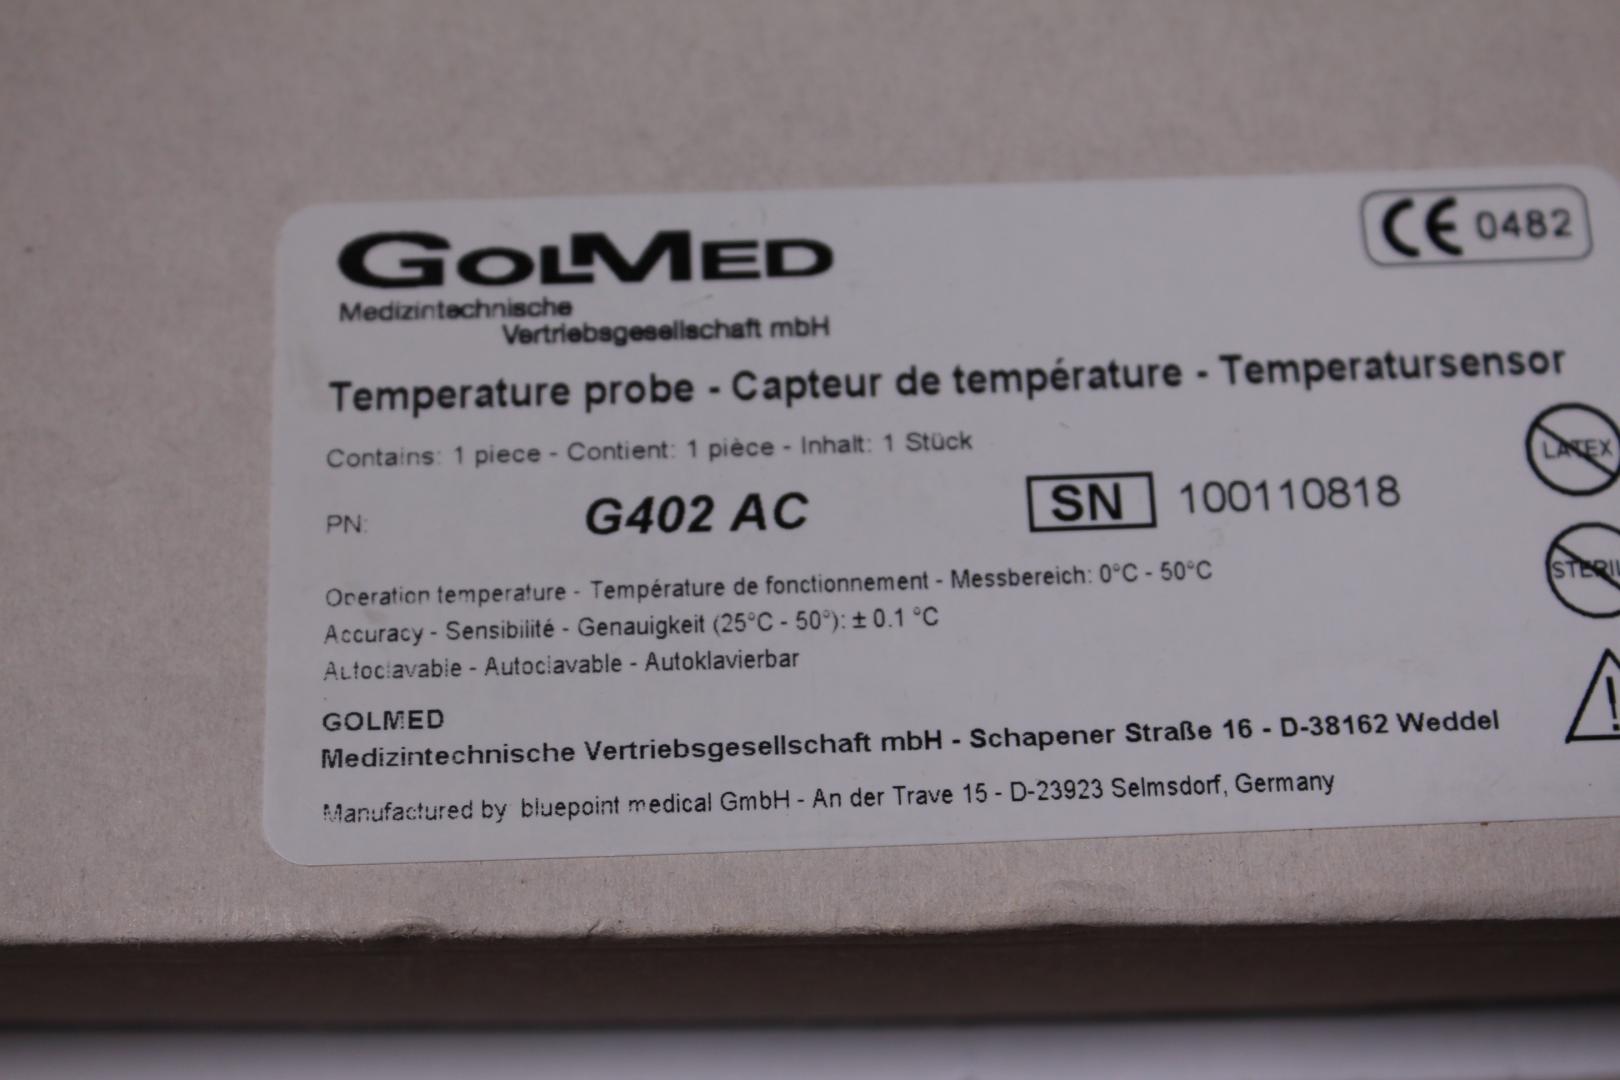 GOLMED
CE 0482
Medizintechnische
Vertriebsgesellschaft mbH
Temperature probe - Capteur de température - Temperatursensor
Contains: 1 piece - Contient: 1 pièce - Inhalt: 1 Stück
LATEX
PN: G402 AC SN 100110818
Operation temperature - Température de fonctionnement - Messbereich: 0°C - 50°C
STERIL
Accuracy - Sensibilité - Genauigkeit (25°C - 50°): ± 0.1 °C
Autoclavable - Autoclavable - Autoklavierbar
GOLMED
Medizintechnische Vertriebsgesellschaft mbH - Schapener Straße 16 - D-38162 Weddel
Manufactured by bluepoint medical GmbH - An der Trave 15 - D-23923 Selmsdorf, Germany